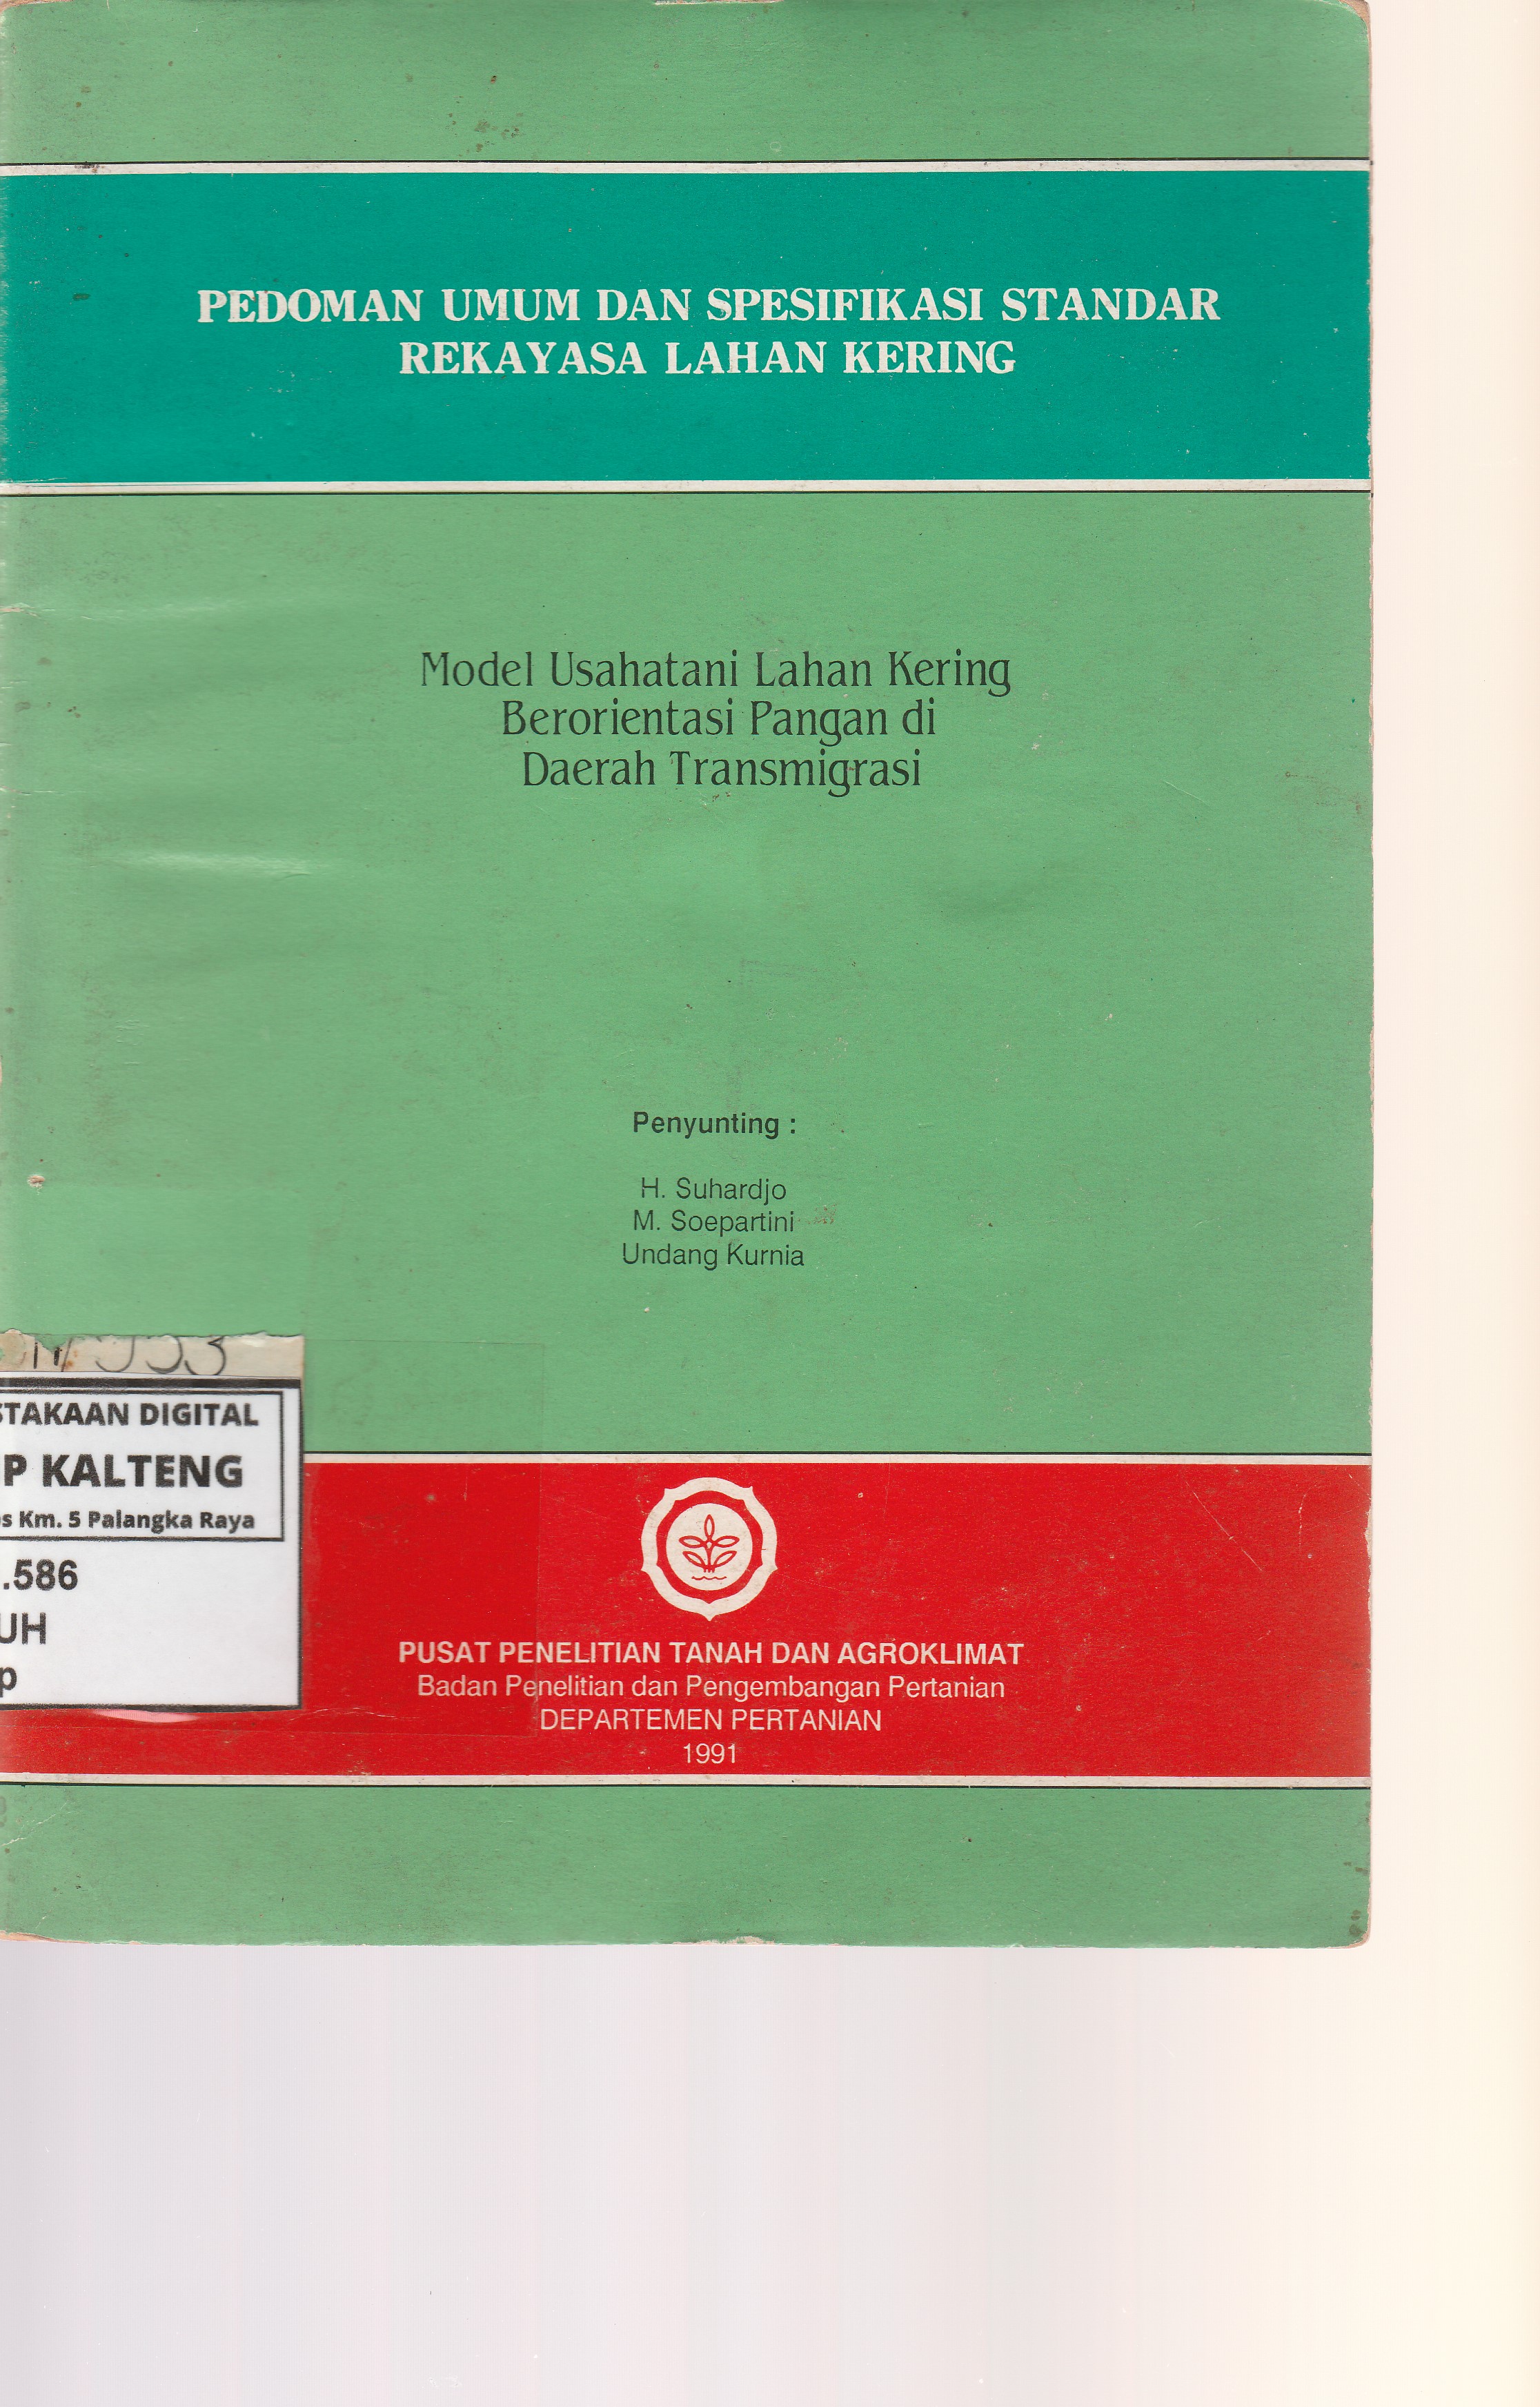 PEDOMAN UMUM DAN SPESIFIKASI STANDAR
REKAYASA LAHAN KERING
Model Usahatani Lahan Kering
Berorientasi Pangan di
Daerah Transmigrasi
Penyunting :
H. Suhardjo
M. Soepartini
Undang Kurnia
STAKAAN DIGITAL
P KALTENG
s Km. 5 Palangka Raya
.586
UH
p
PUSAT PENELITIAN TANAH DAN AGROKLIMAT
Badan Penelitian dan Pengembangan Pertanian
DEPARTEMEN PERTANIAN
1991